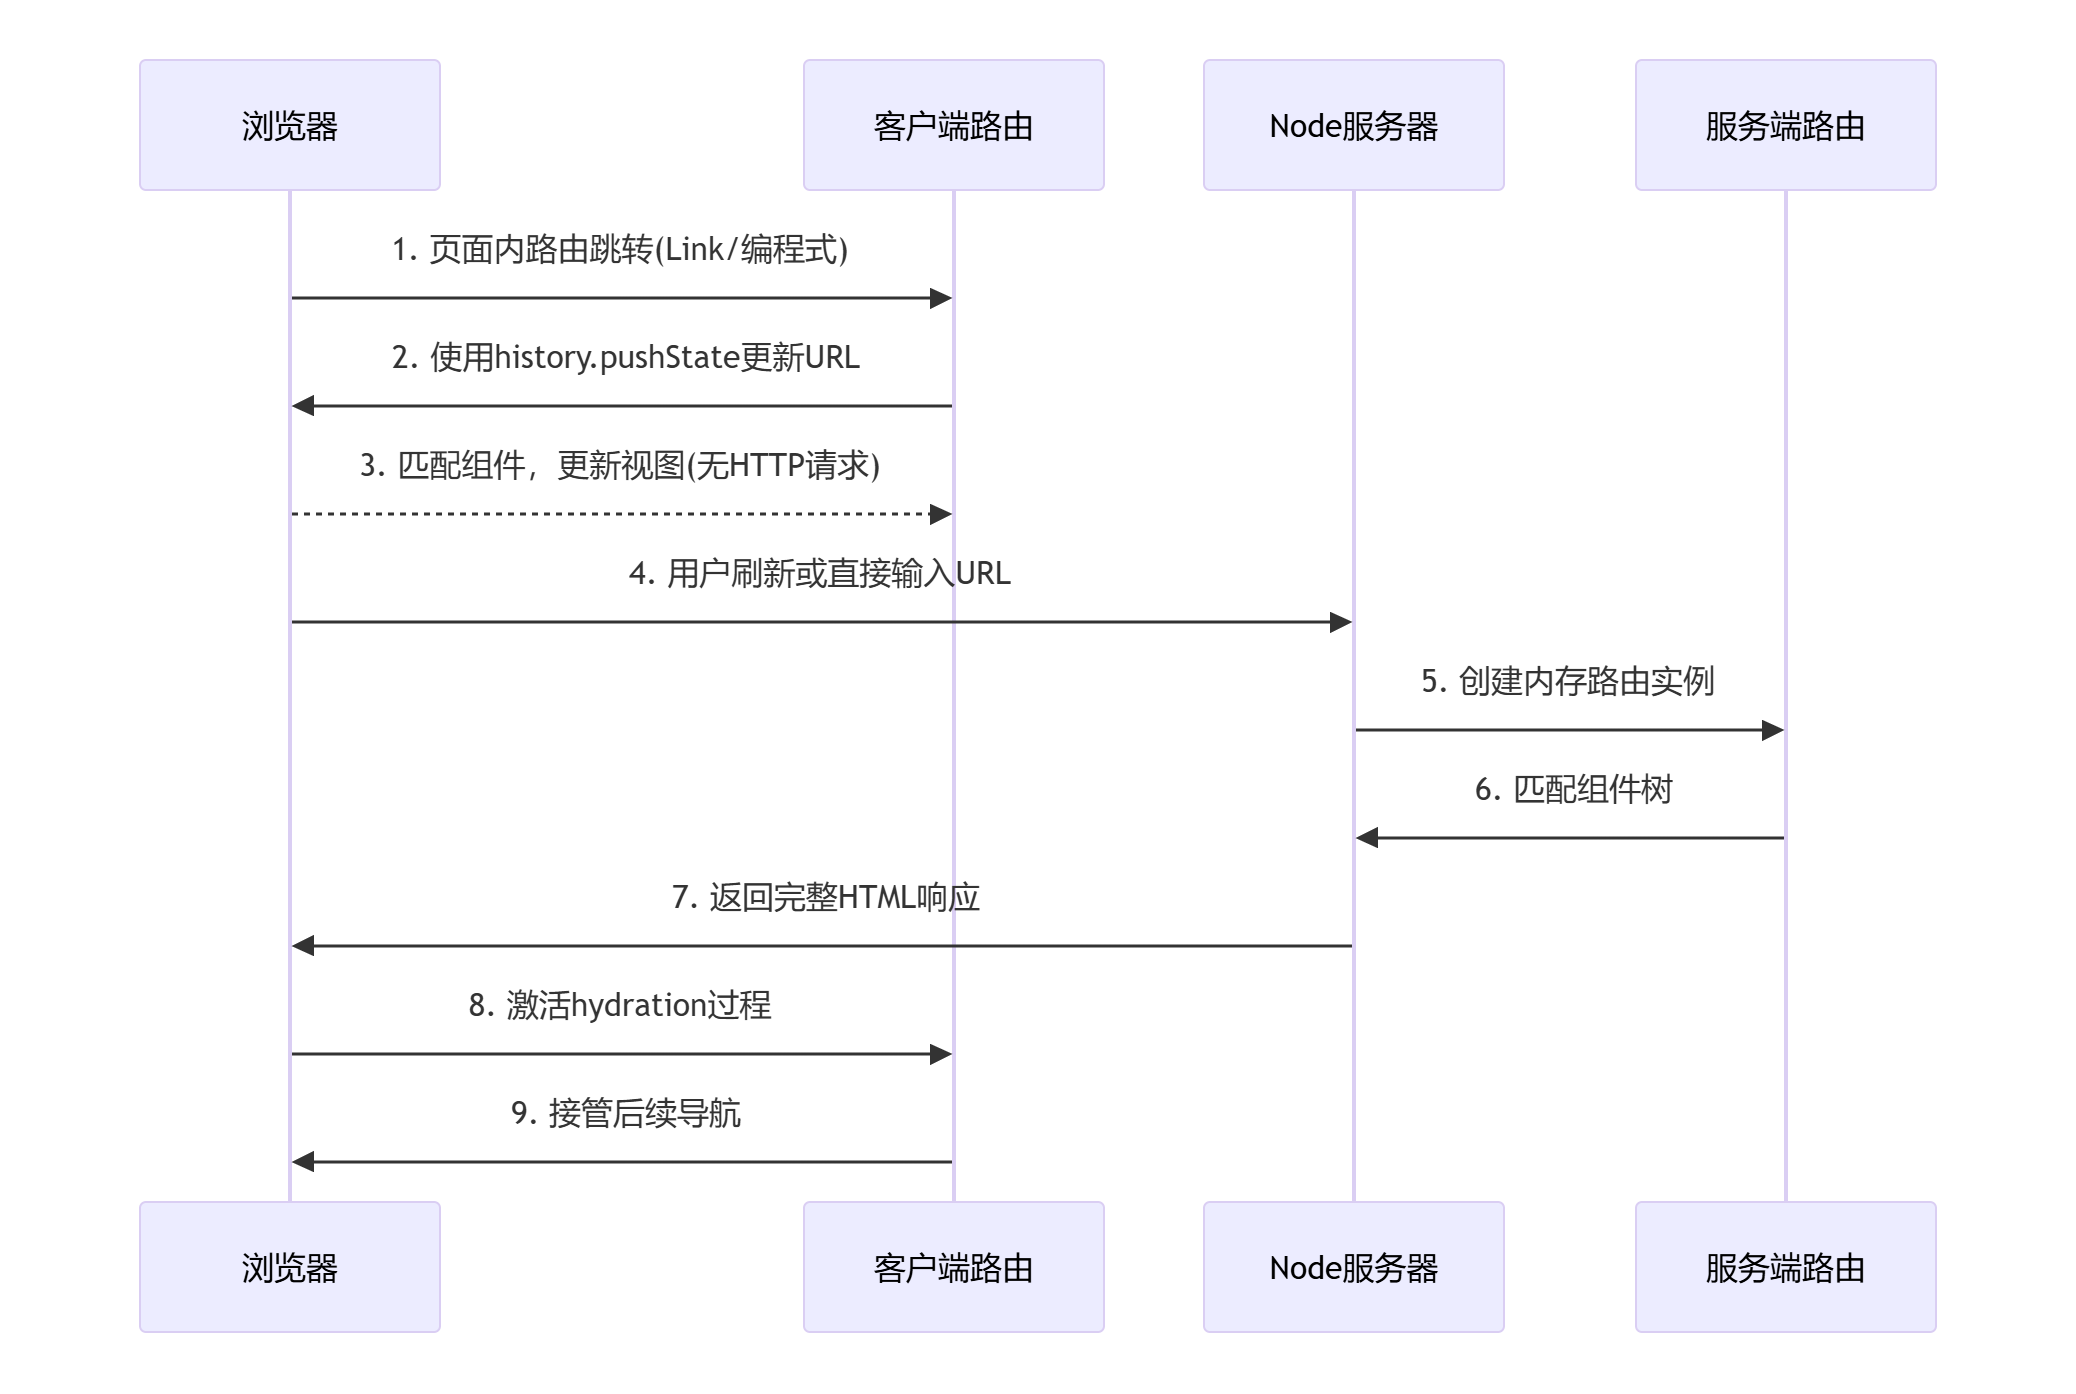 浏览器
客户端路由
Node服务器
服务端路由
1. 页面内路由跳转(Link/编程式)
2. 使用history.pushState更新URL
3. 匹配组件，更新视图(无HTTP请求)
4. 用户刷新或直接输入URL
5. 创建内存路由实例
6. 匹配组件树
7. 返回完整HTML响应
8. 激活hydration过程
9. 接管后续导航
浏览器
客户端路由
Node服务器
服务端路由